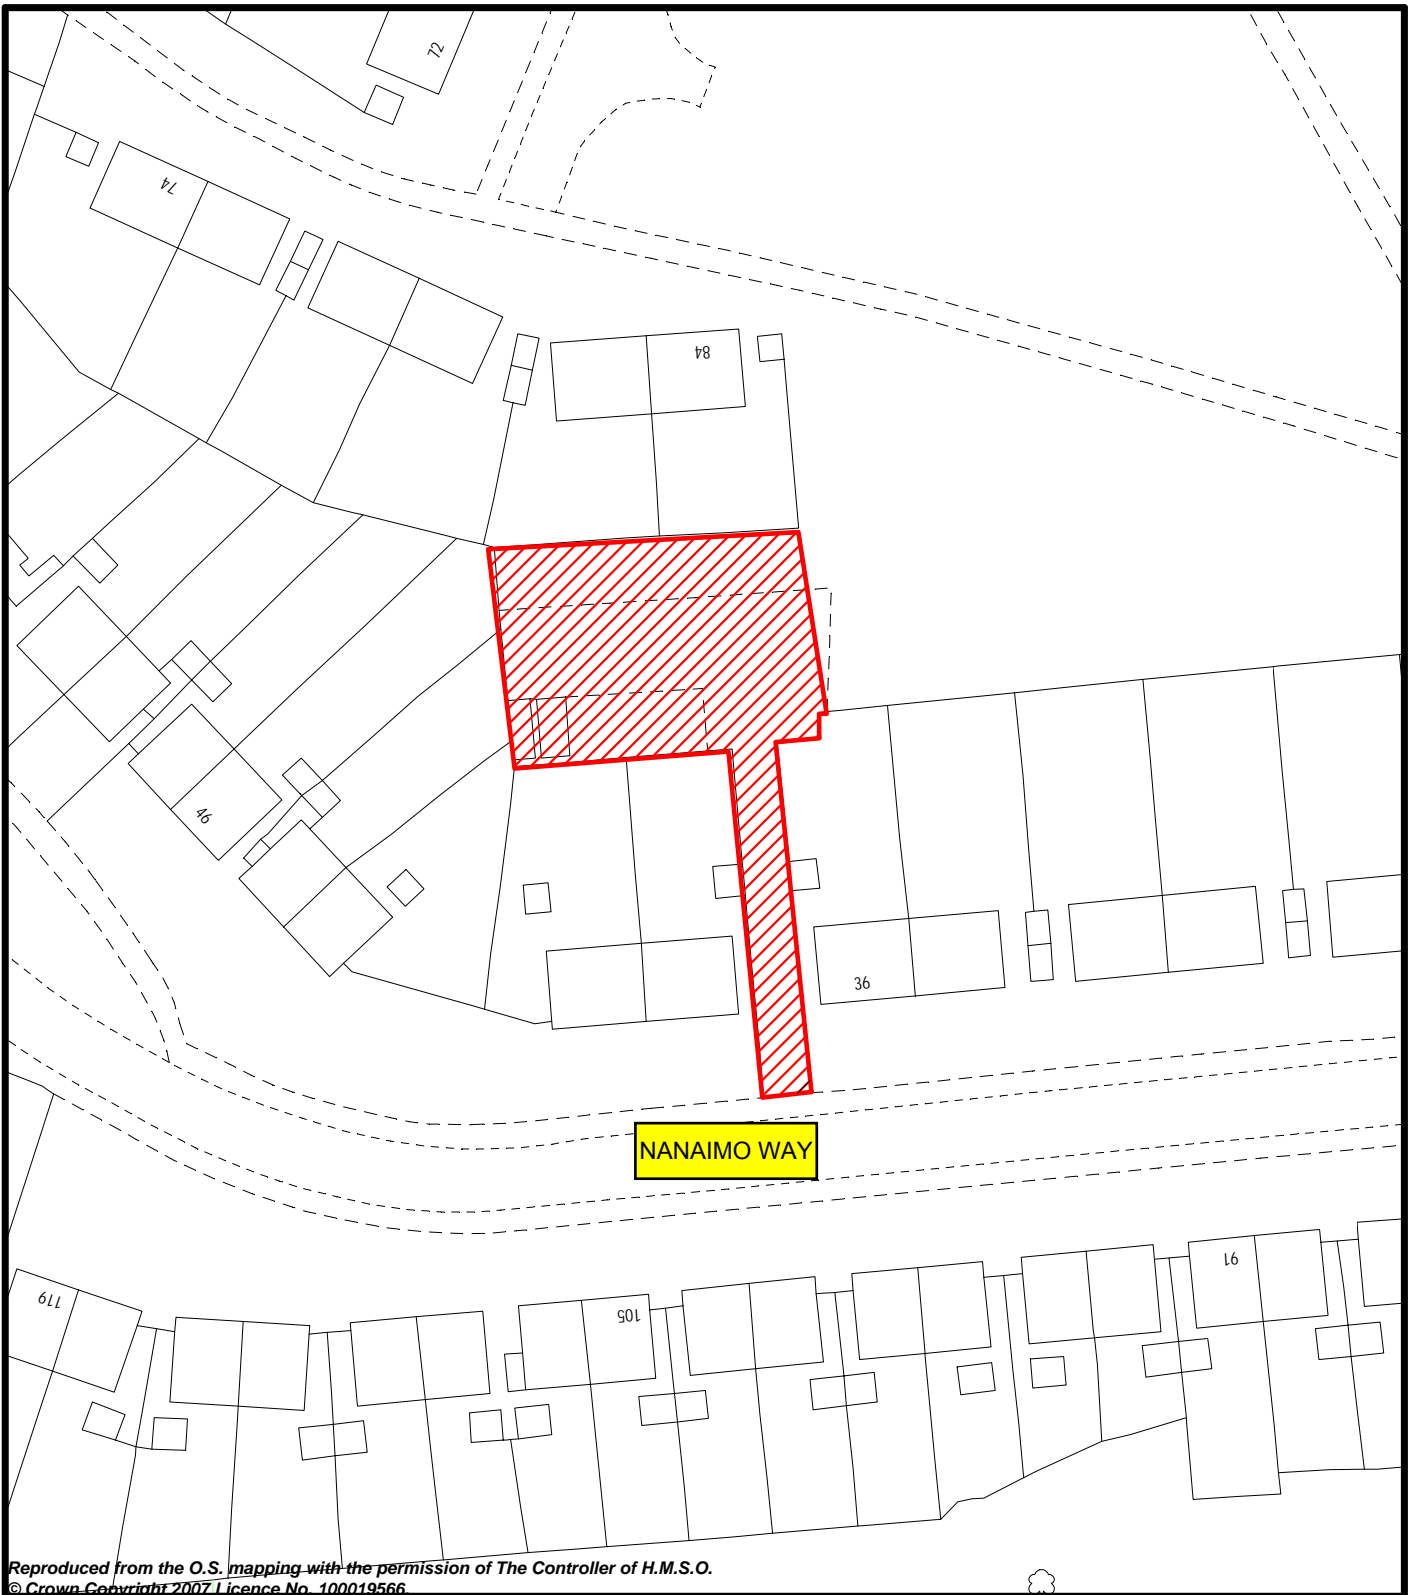 72
74
84
46
36
NANAIMO WAY
91
119
105
Reproduced from the O.S. mapping with the permission of The Controller of H.M.S.O.
© Crown Copyright 2007 Licence No. 100019566.